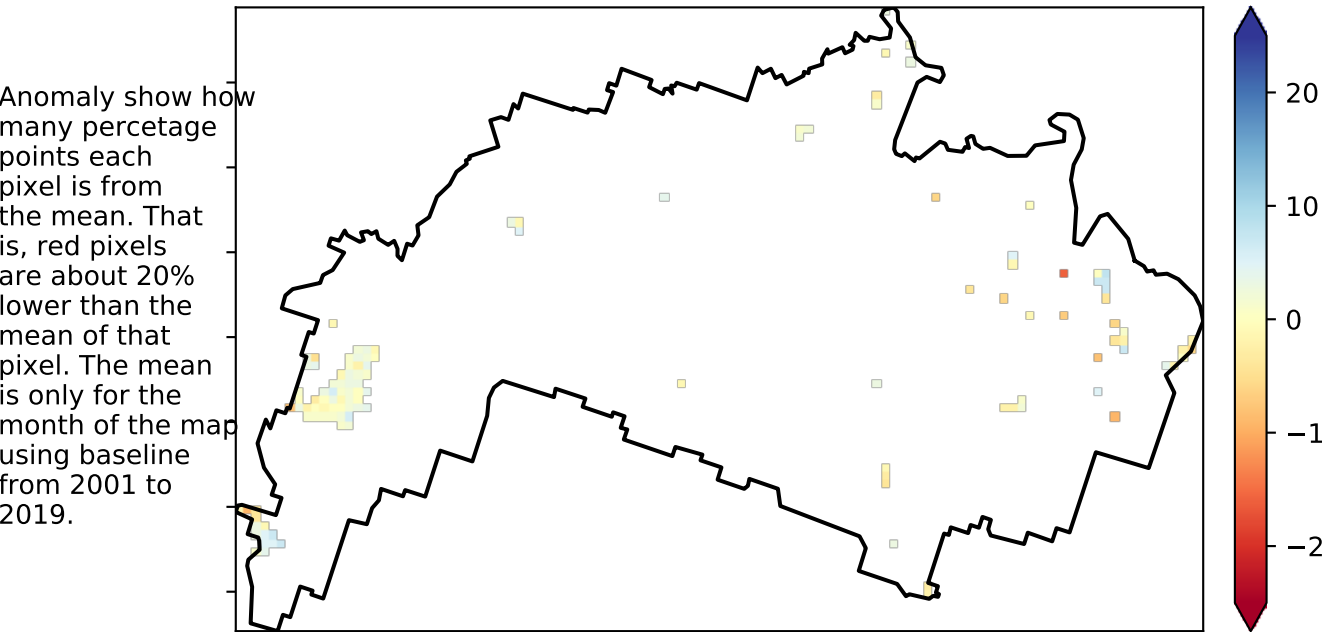 Anomaly show how
many percetage
points each
pixel is from
the mean. That
is, red pixels
are about 20%
lower than the
mean of that
pixel. The mean
is only for the
month of the map
using baseline
from 2001 to
2019.
20
10
0
−1
−2